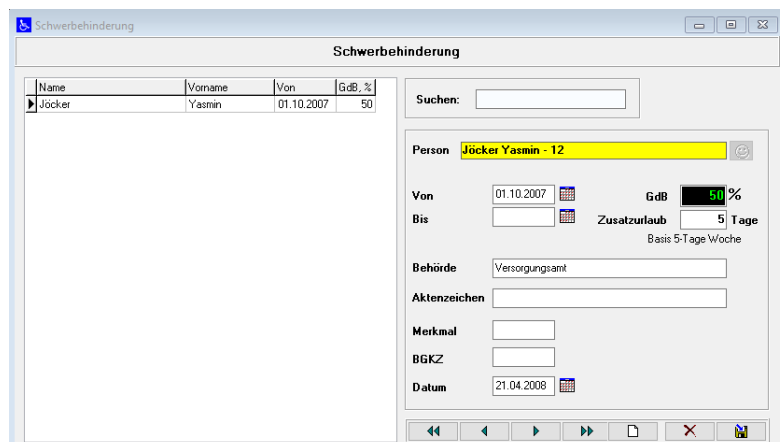 Schwerbehinderung
Schwerbehinderung
Name Vorname Von GdB, %
Jöcker Yasmin 01.10.2007 50
Suchen:
Person Jöcker Yasmin - 12
Von 01.10.2007 GdB 50 %
Bis Zusatzurlaub 5 Tage
Basis 5-Tage Woche
Behörde Versorgungsamt
Aktenzeichen
Merkmal
BGKZ
Datum 21.04.2008